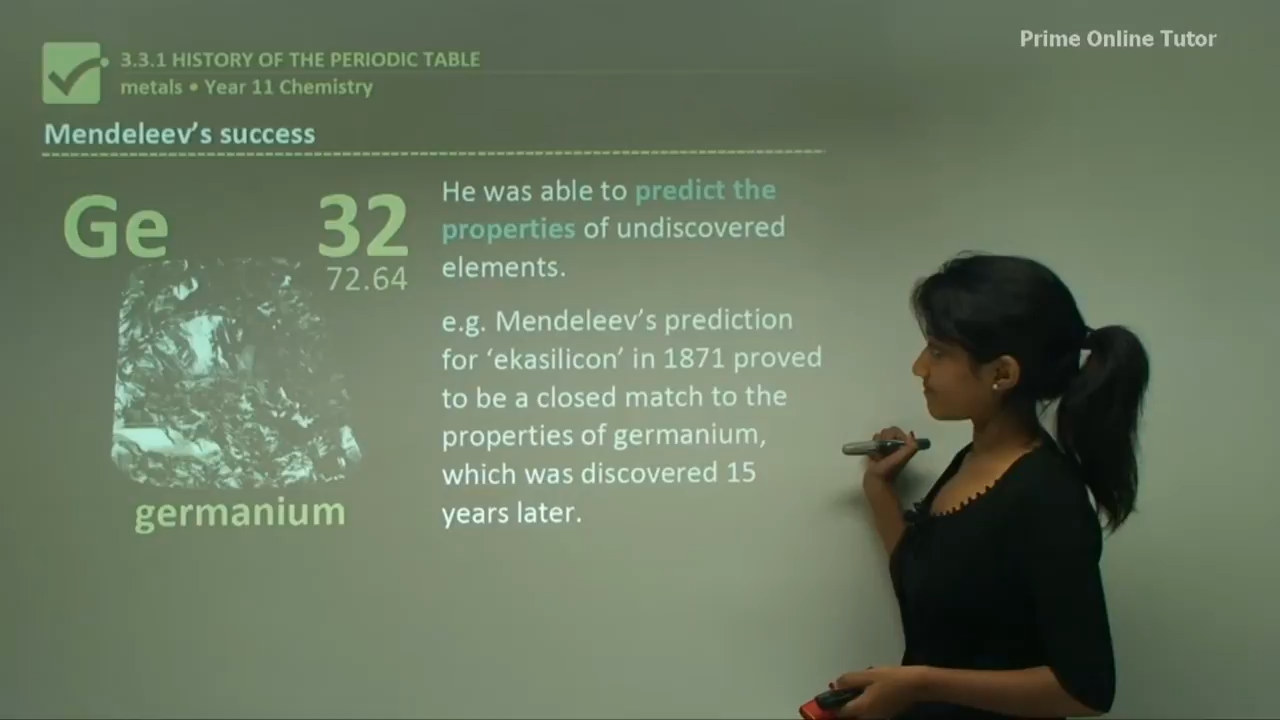 Prime Online Tutor
3.3.1 HISTORY OF THE PERIODIC TABLE
metals • Year 11 Chemistry
Mendeleev's success
Ge 32
72.64
germanium
He was able to predict the
properties of undiscovered
elements.
e.g. Mendeleev's prediction
for 'ekasilicon' in 1871 proved
to be a closed match to the
properties of germanium,
which was discovered 15
years later.